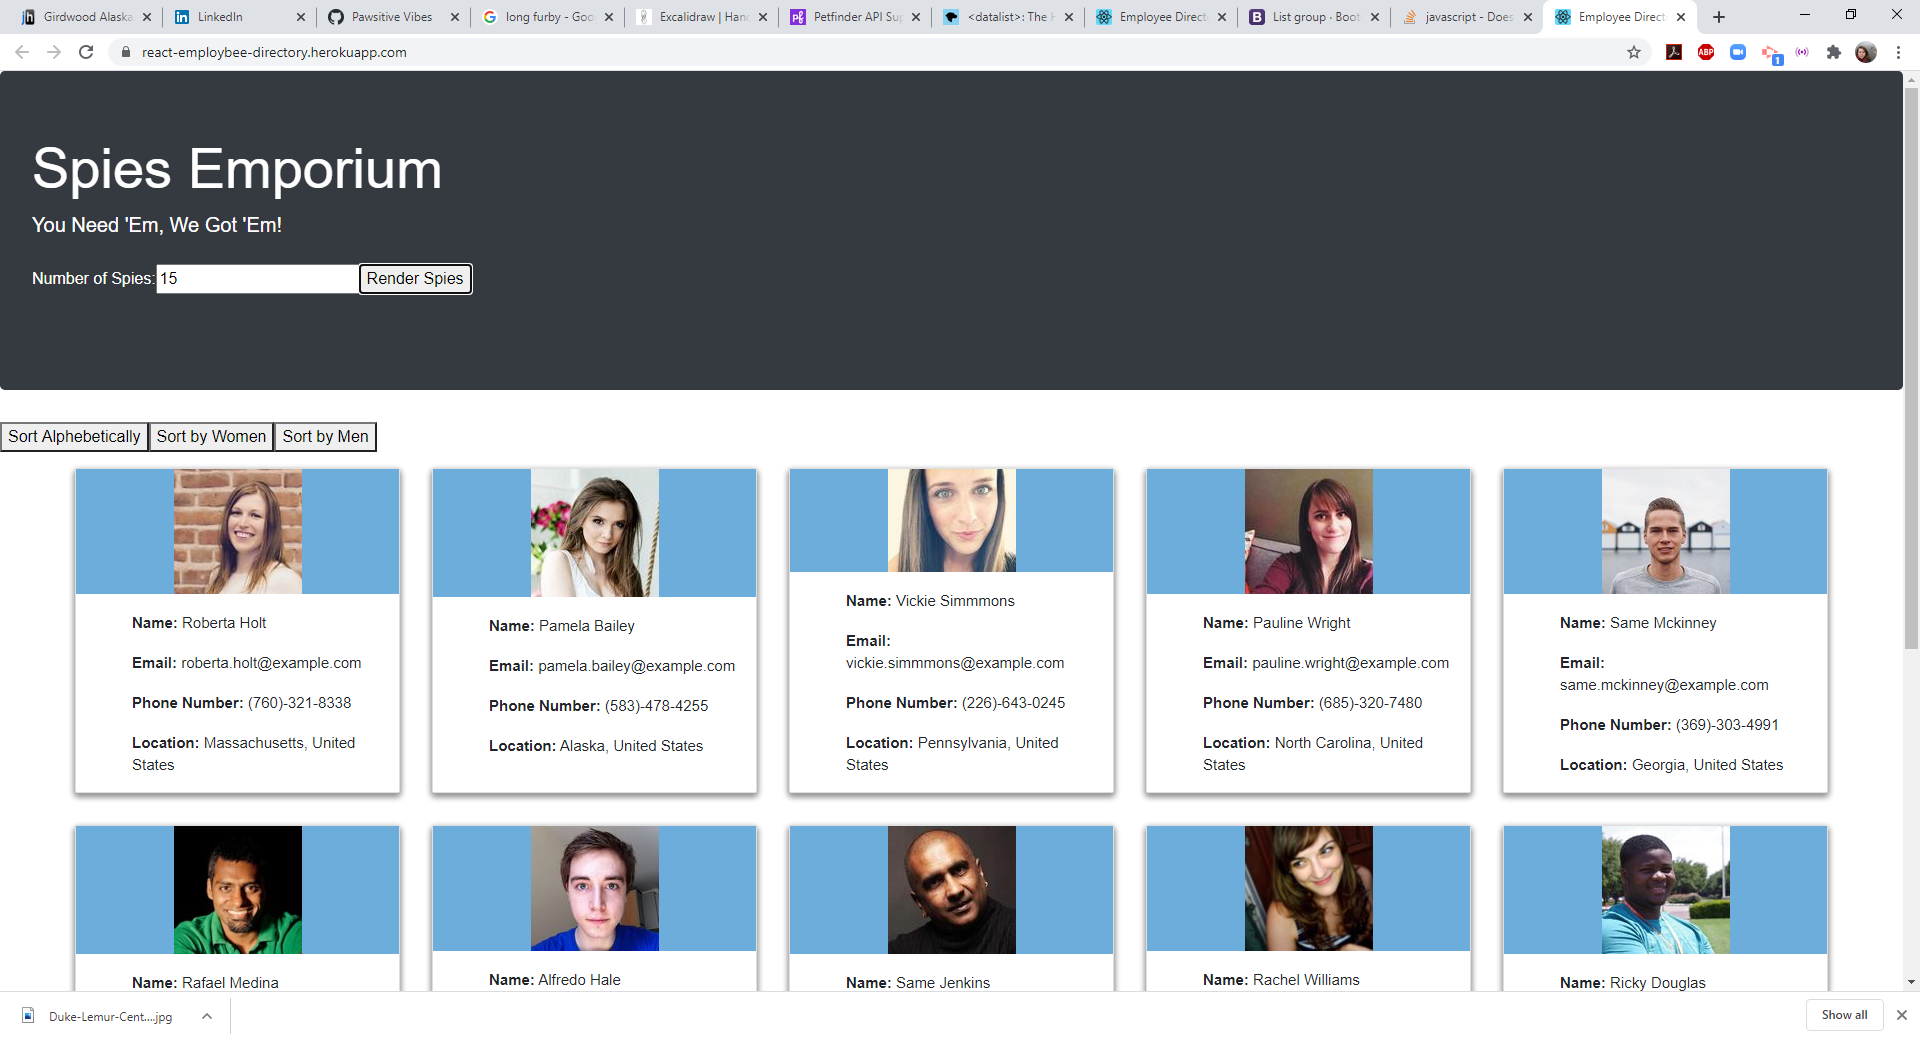 Girdwood Alaska
LinkedIn
Pawsitive Vibes
long furby - Goo
Excalidraw | Han
Petfinder API Sup
<datalist>: The H
Employee Direct
List group · Boot
javascript - Does
Employee Direct
react-employbee-directory.herokuapp.com
ABP
1
Spies Emporium
You Need 'Em, We Got 'Em!
Number of Spies: 15 Render Spies
Sort Alphebetically Sort by Women Sort by Men
Name: Roberta Holt
Email: roberta.holt@example.com
Phone Number: (760)-321-8338
Location: Massachusetts, United
States
Name: Pamela Bailey
Email: pamela.bailey@example.com
Phone Number: (583)-478-4255
Location: Alaska, United States
Name: Vickie Simmmons
Email:
vickie.simmmons@example.com
Phone Number: (226)-643-0245
Location: Pennsylvania, United
States
Name: Pauline Wright
Email: pauline.wright@example.com
Phone Number: (685)-320-7480
Location: North Carolina, United
States
Name: Same Mckinney
Email:
same.mckinney@example.com
Phone Number: (369)-303-4991
Location: Georgia, United States
Name: Rafael Medina
Name: Alfredo Hale
Name: Same Jenkins
Name: Rachel Williams
Name: Ricky Douglas
Duke-Lemur-Cent....jpg
Show all